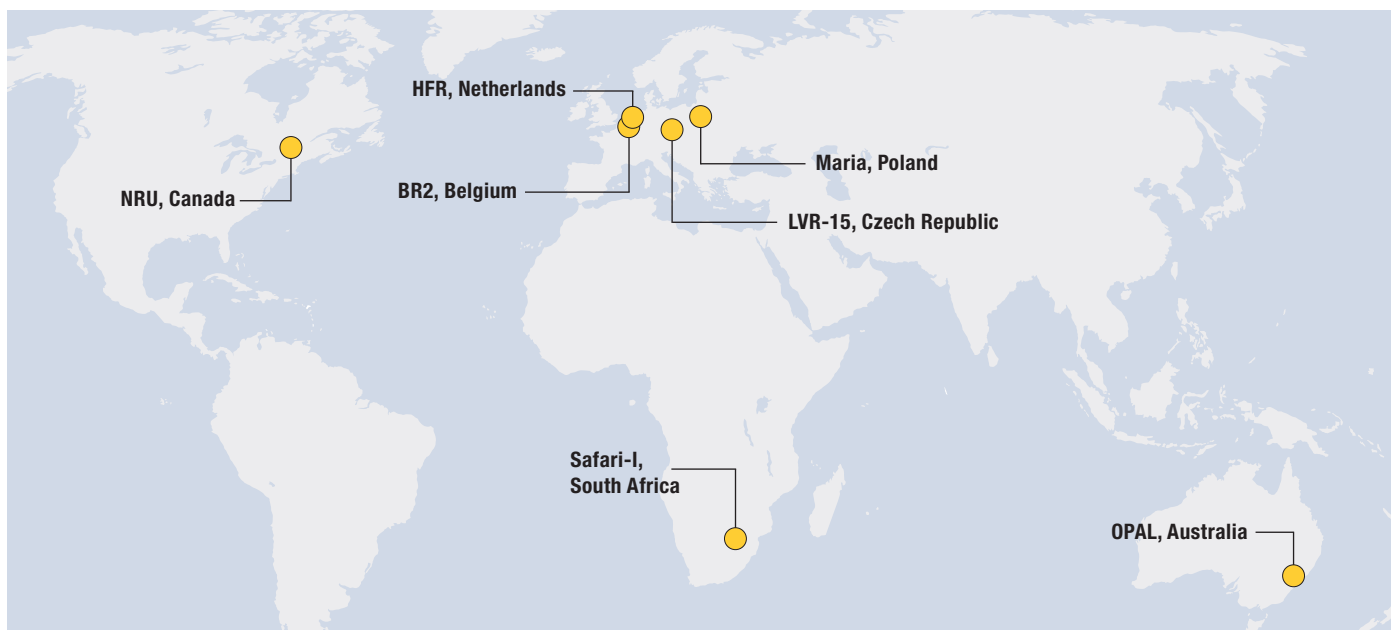 HFR, Netherlands
Maria, Poland
BR2, Belgium
NRU, Canada
LVR-15, Czech Republic
Safari-I,
South Africa
OPAL, Australia